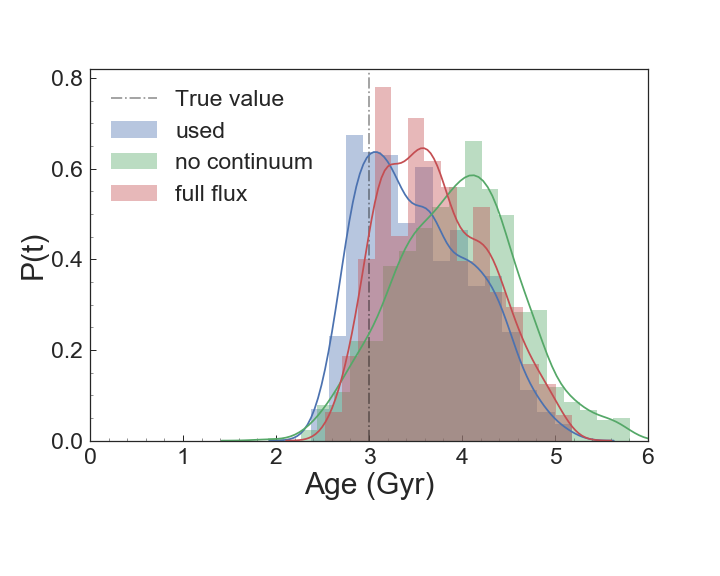 0.8
0.6
0.4
0.2
0.0
P(t)
True value
used
no continuum
full flux
0 1 2 3 4 5 6
Age (Gyr)